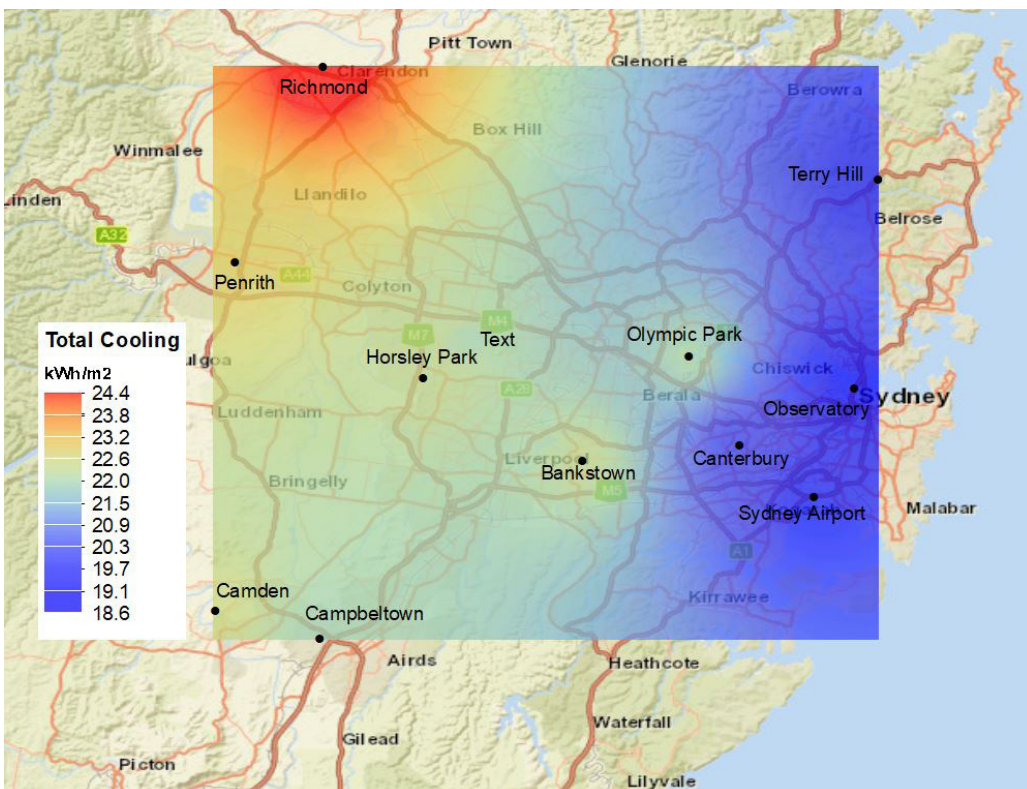 Pitt Town
Glenorie
Clarendon
Richmond
Berowra
Box Hill
Winmalee
Terry Hill
Llandilo
Linden
Belrose
A32
Penrith
A44
Colyton
M7
M4
Text
Olympic Park
Total Cooling
Horsley Park
Chiswick
kWh/m2
A28
Berala
Sydney
24.4
23.8
23.2
22.6
22.0
21.5
20.9
20.3
19.7
19.1
18.6
Luddenham
Observatory
Liverpool
Canterbury
Bankstown
Bringelly
M5
Sydney Airport
Malabar
A1
Camden
Kirrawee
Campbeltown
Airds
Heathcote
Waterfall
Gilead
Picton
Lilyvale